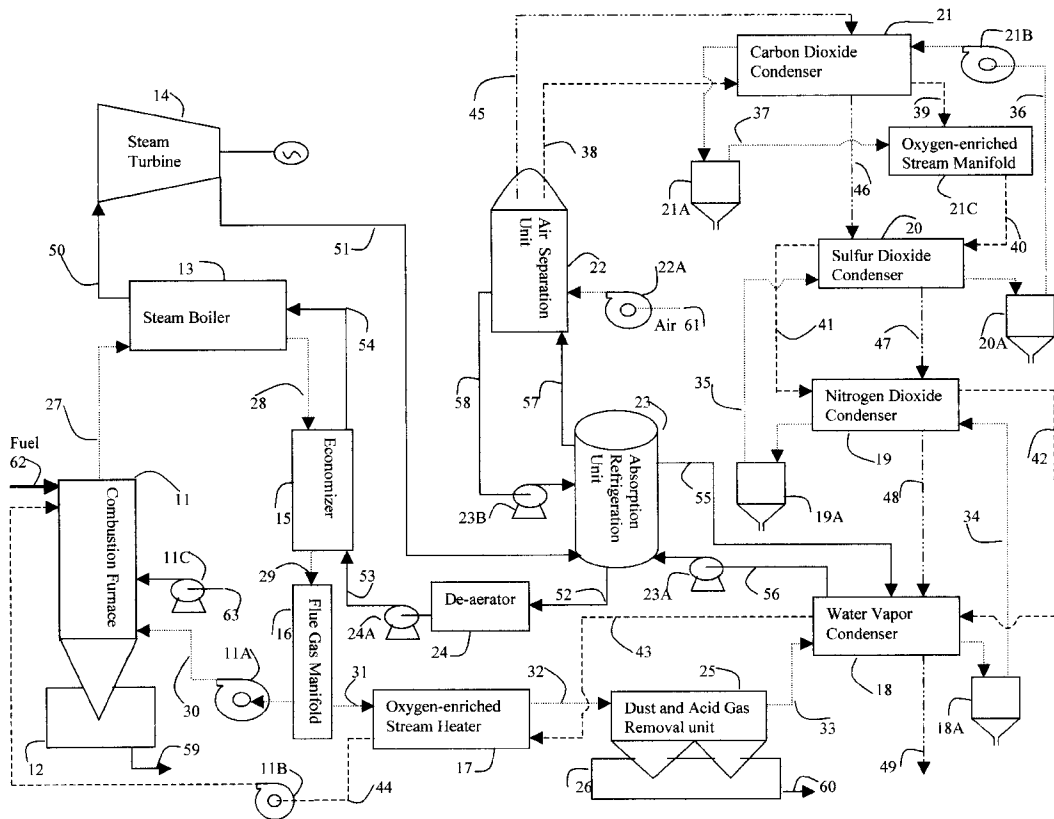 21
21B
Carbon Dioxide
Condenser
14
45
39
36
37
Steam
Turbine
38
Oxygen-enriched
Stream Manifold
21A
46
21C
Air Separation
Unit
50
51
20
40
13
22
22A
Sulfur Dioxide
Condenser
Steam Boiler
54
Air 61
41
47
20A
58
57
35
27
28
23
Nitrogen Dioxide
Condenser
Fuel
62
11
Economizer
Absorption
Refrigeration
Unit
55
19
42
15
23B
19A
48
34
Combustion Furnace
11C
29
53
52
23A
56
63
De-aerator
Water Vapor
Condenser
16
24A
24
43
Flue Gas Manifold
11A
25
18
30
31
32
Oxygen-enriched
Stream Heater
Dust and Acid Gas
Removal unit
33
18A
12
59
17
11B
44
26
60
49